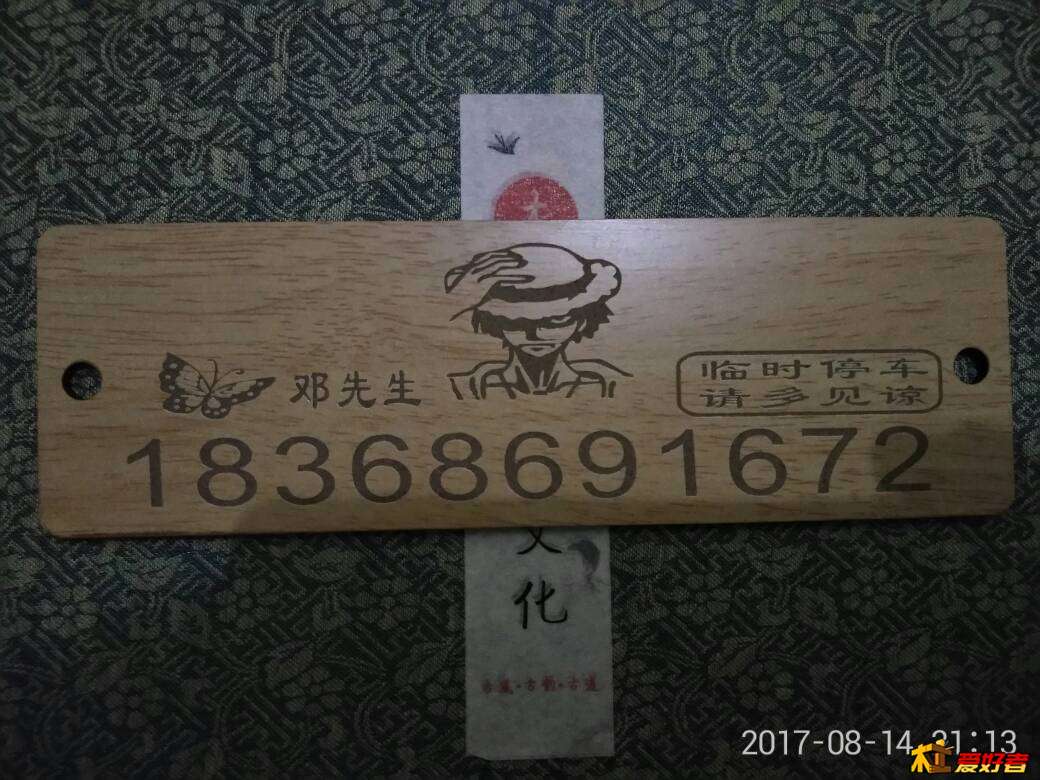 邓先生
临时停车
请多见谅
18368691672
文
化
2017-08-14 21:13
爱好者